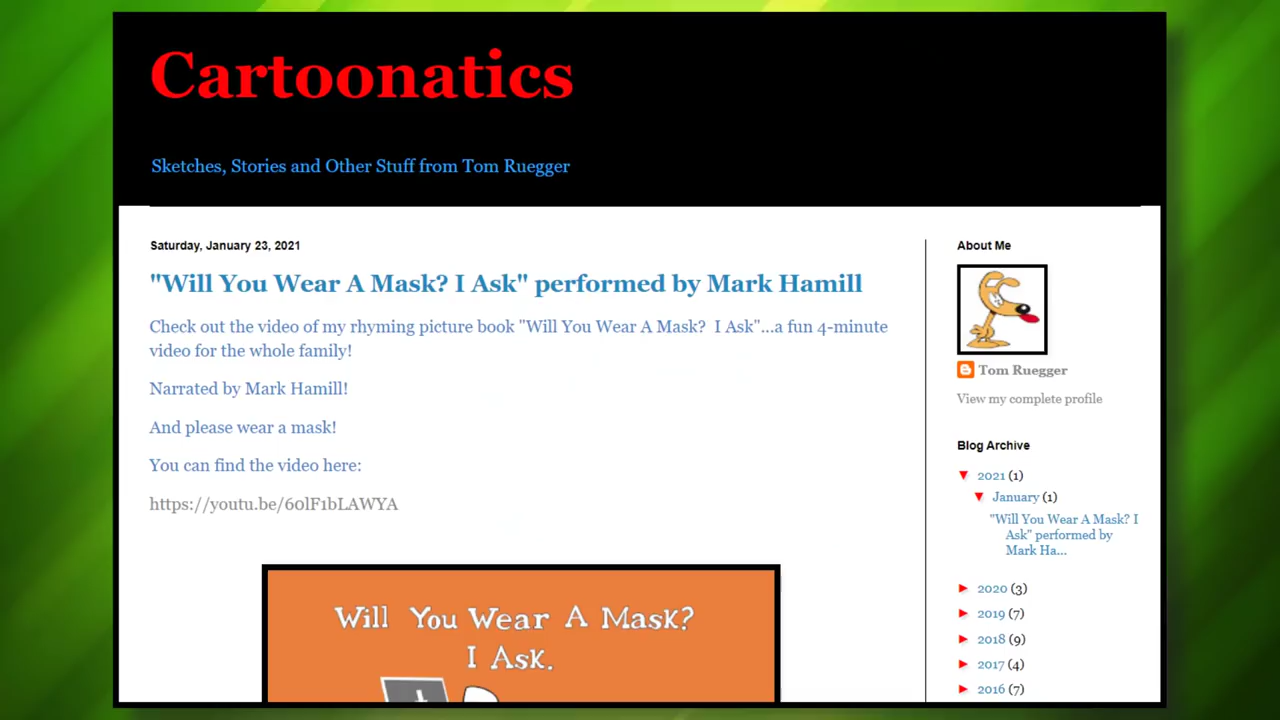 Cartoonatics
Sketches, Stories and Other Stuff from Tom Ruegger
Saturday, January 23, 2021
"Will You Wear A Mask? I Ask" performed by Mark Hamill
Check out the video of my rhyming picture book "Will You Wear A Mask?  I Ask"...a fun 4-minute
video for the whole family!
Narrated by Mark Hamill!
And please wear a mask!
You can find the video here:
https://youtu.be/60lF1bLAWYA
Will You Wear A Mask?
I Ask.
About Me
Tom Ruegger
View my complete profile
Blog Archive
▼ 2021 (1)
▼ January (1)
"Will You Wear A Mask? I
Ask" performed by
Mark Ha...
► 2020 (3)
► 2019 (7)
► 2018 (9)
► 2017 (4)
► 2016 (7)